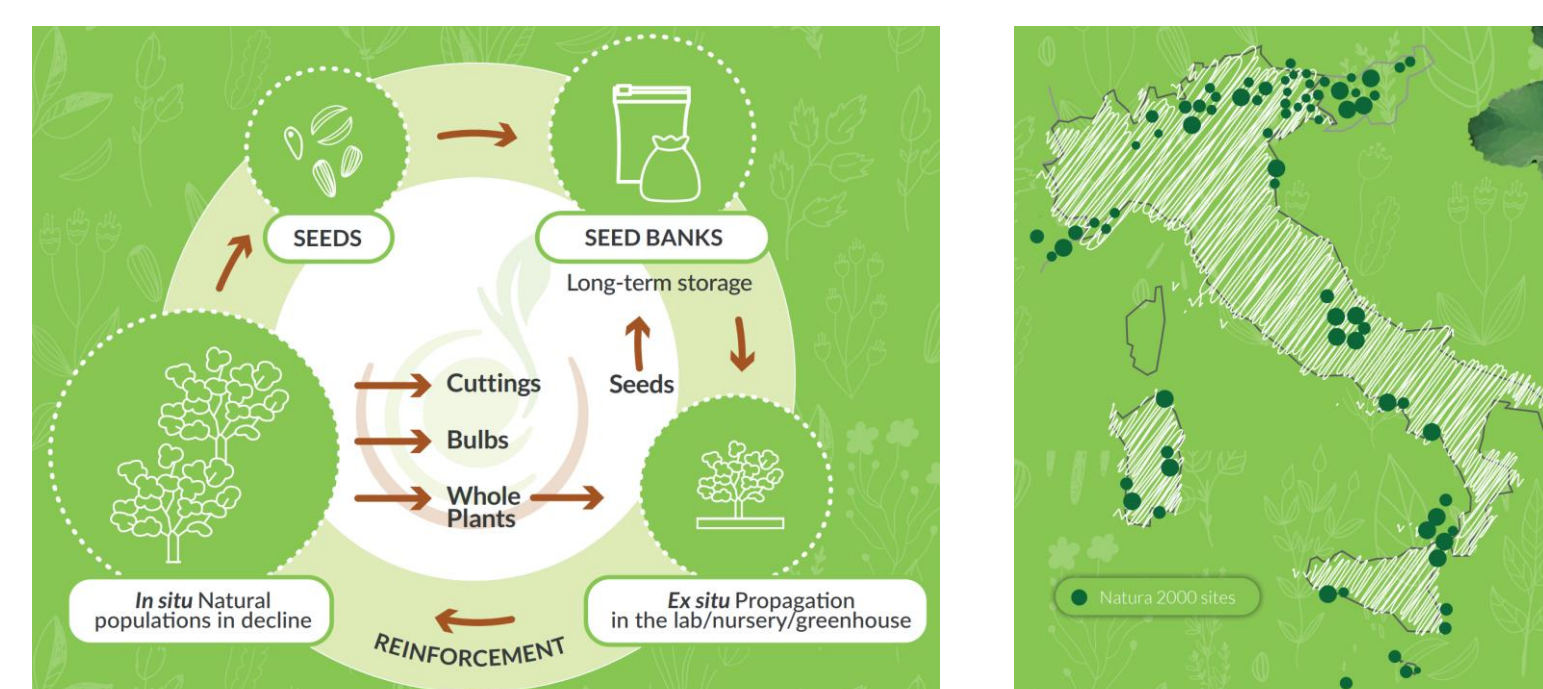 SEEDS
SEED BANKS
Long-term storage
Cuttings
Seeds
Bulbs
Whole
Plants
In situ Natural
populations in decline
Ex situ Propagation
in the lab/nursery/greenhouse
REINFORCEMENT
Natura 2000 sites